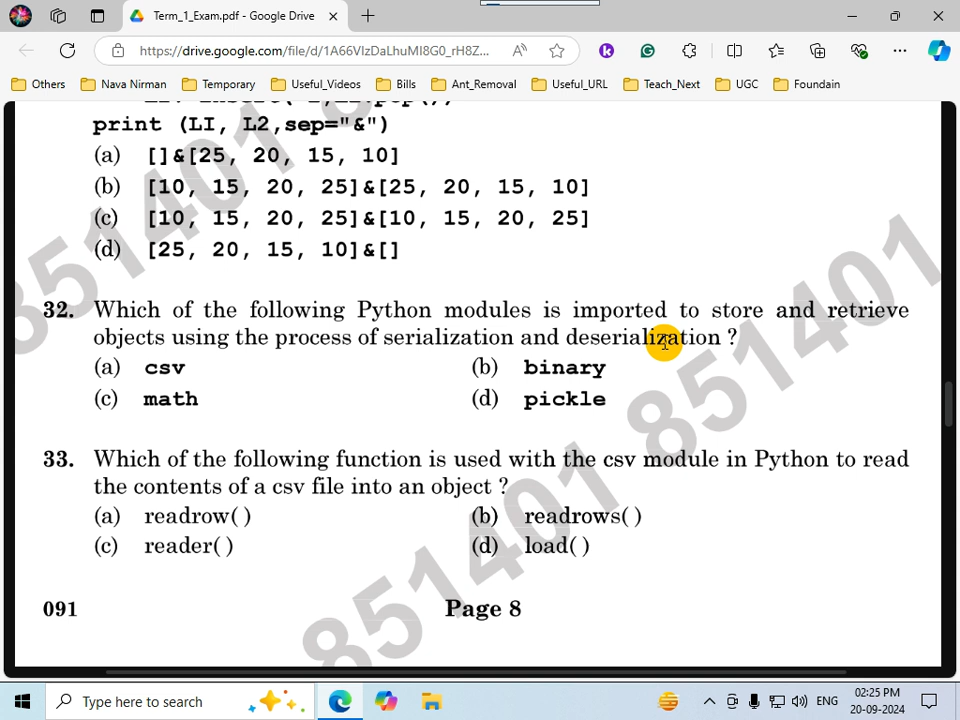 Term_1_Exam.pdf - Google Drive
https://drive.google.com/file/d/1A66VIzDaLhuMI8G0_rH8Z...
Others Nava Nirman Temporary Useful_Videos Bills Ant_Removal Useful_URL Teach_Next UGC Foundain
print (LI, L2,sep="&")
(a) []&[25, 20, 15, 10]
(b) [10, 15, 20, 25]&[25, 20, 15, 10]
(c) [10, 15, 20, 25]&[10, 15, 20, 25]
(d) [25, 20, 15, 10]&[]
32. Which of the following Python modules is imported to store and retrieve
objects using the process of serialization and deserialization ?
(a) csv (b) binary
(c) math (d) pickle
33. Which of the following function is used with the csv module in Python to read
the contents of a csv file into an object ?
(a) readrow( ) (b) readrows( )
(c) reader( ) (d) load( )
091 Page 8
851401 851401
851401 851401
Type here to search
ENG 02:25 PM
20-09-2024